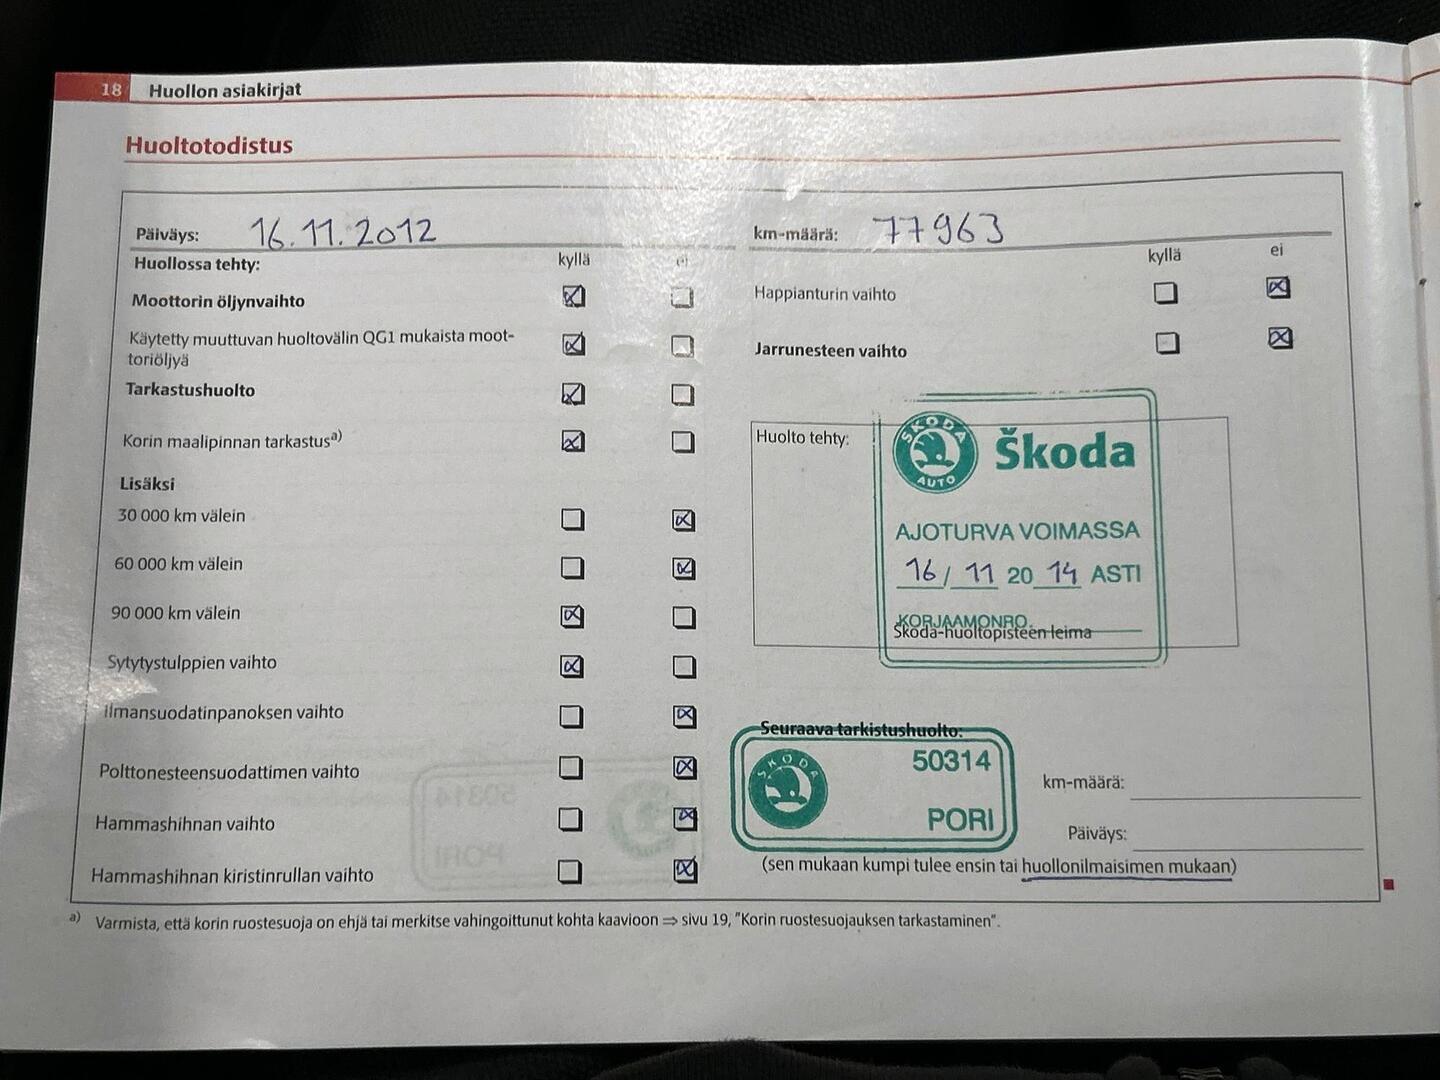 18 Huollon asiakirjat
Huoltotodistus
Päiväys: 16.11.2012
Huollossa tehty: kyllä ei
Moottorin öljynvaihto
Käytetty muuttuvan huoltovälin QG1 mukaista moot-
toriöljyä
Tarkastushuolto
Korin maalipinnan tarkastusa)
Lisäksi
30 000 km välein
60 000 km välein
90 000 km välein
Sytytystulppien vaihto
Ilmansuodatinpanoksen vaihto
Polttonesteensuodattimen vaihto
Hammashihnan vaihto
Hammashihnan kiristinrullan vaihto
km-määrä: 77963
kyllä ei
Happianturin vaihto
Jarrunesteen vaihto
Huolto tehty:
ŠKODA
AUTO
Škoda
AJOTURVA VOIMASSA
16/11 2014 ASTI
KORJAAMONRO.
Škoda-huoltopisteen leima
Seuraava tarkistushuolto:
ŠKODA
50314
PORI
km-määrä:
Päiväys:
(sen mukaan kumpi tulee ensin tai huollonilmaisimen mukaan)
a) Varmista, että korin ruostesuoja on ehjä tai merkitse vahingoittunut kohta kaavioon ⇒ sivu 19, "Korin ruostesuojauksen tarkastaminen".